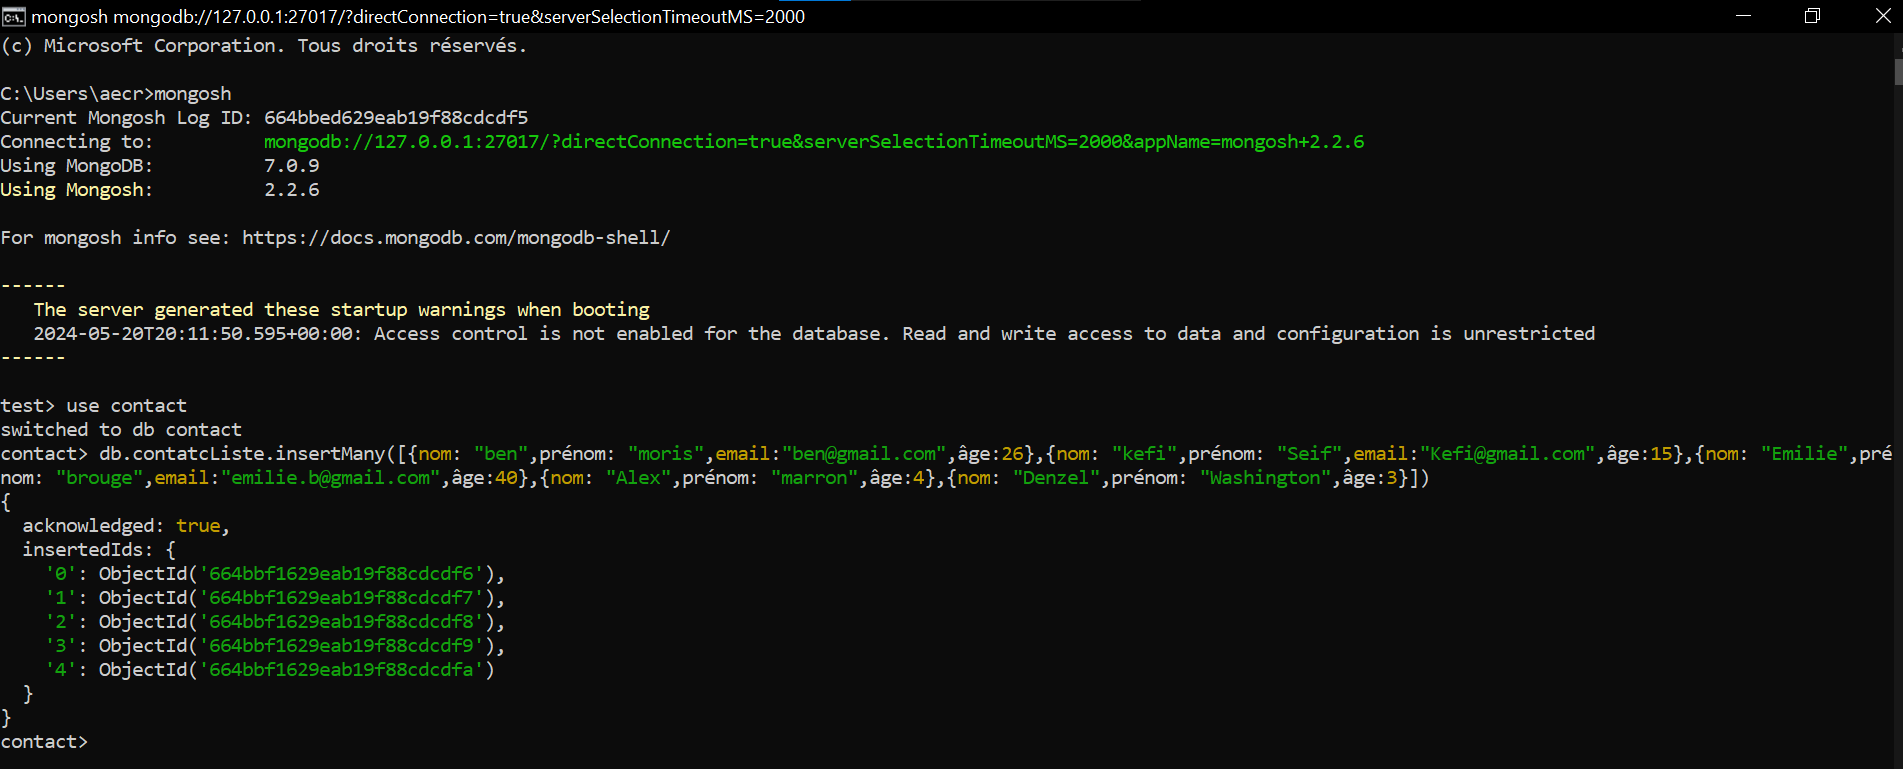 mongosh mongodb://127.0.0.1:27017/?directConnection=true&serverSelectionTimeoutMS=2000
(c) Microsoft Corporation. Tous droits réservés.
C:\Users\aecr>mongosh
Current Mongosh Log ID: 664bbed629eab19f88cdcdf5
Connecting to: mongodb://127.0.0.1:27017/?directConnection=true&serverSelectionTimeoutMS=2000&appName=mongosh+2.2.6
Using MongoDB: 7.0.9
Using Mongosh: 2.2.6
For mongosh info see: https://docs.mongodb.com/mongodb-shell/
------
The server generated these startup warnings when booting
2024-05-20T20:11:50.595+00:00: Access control is not enabled for the database. Read and write access to data and configuration is unrestricted
------
test> use contact
switched to db contact
contact> db.contatcListe.insertMany([{nom: "ben",prénom: "moris",email:"ben@gmail.com",âge:26},{nom: "kefi",prénom: "Seif",email:"Kefi@gmail.com",âge:15},{nom: "Emilie",pré
nom: "brouge",email:"emilie.b@gmail.com",âge:40},{nom: "Alex",prénom: "marron",âge:4},{nom: "Denzel",prénom: "Washington",âge:3}])
{
acknowledged: true,
insertedIds: {
'0': ObjectId('664bbf1629eab19f88cdcdf6'),
'1': ObjectId('664bbf1629eab19f88cdcdf7'),
'2': ObjectId('664bbf1629eab19f88cdcdf8'),
'3': ObjectId('664bbf1629eab19f88cdcdf9'),
'4': ObjectId('664bbf1629eab19f88cdcdfa')
}
}
contact>